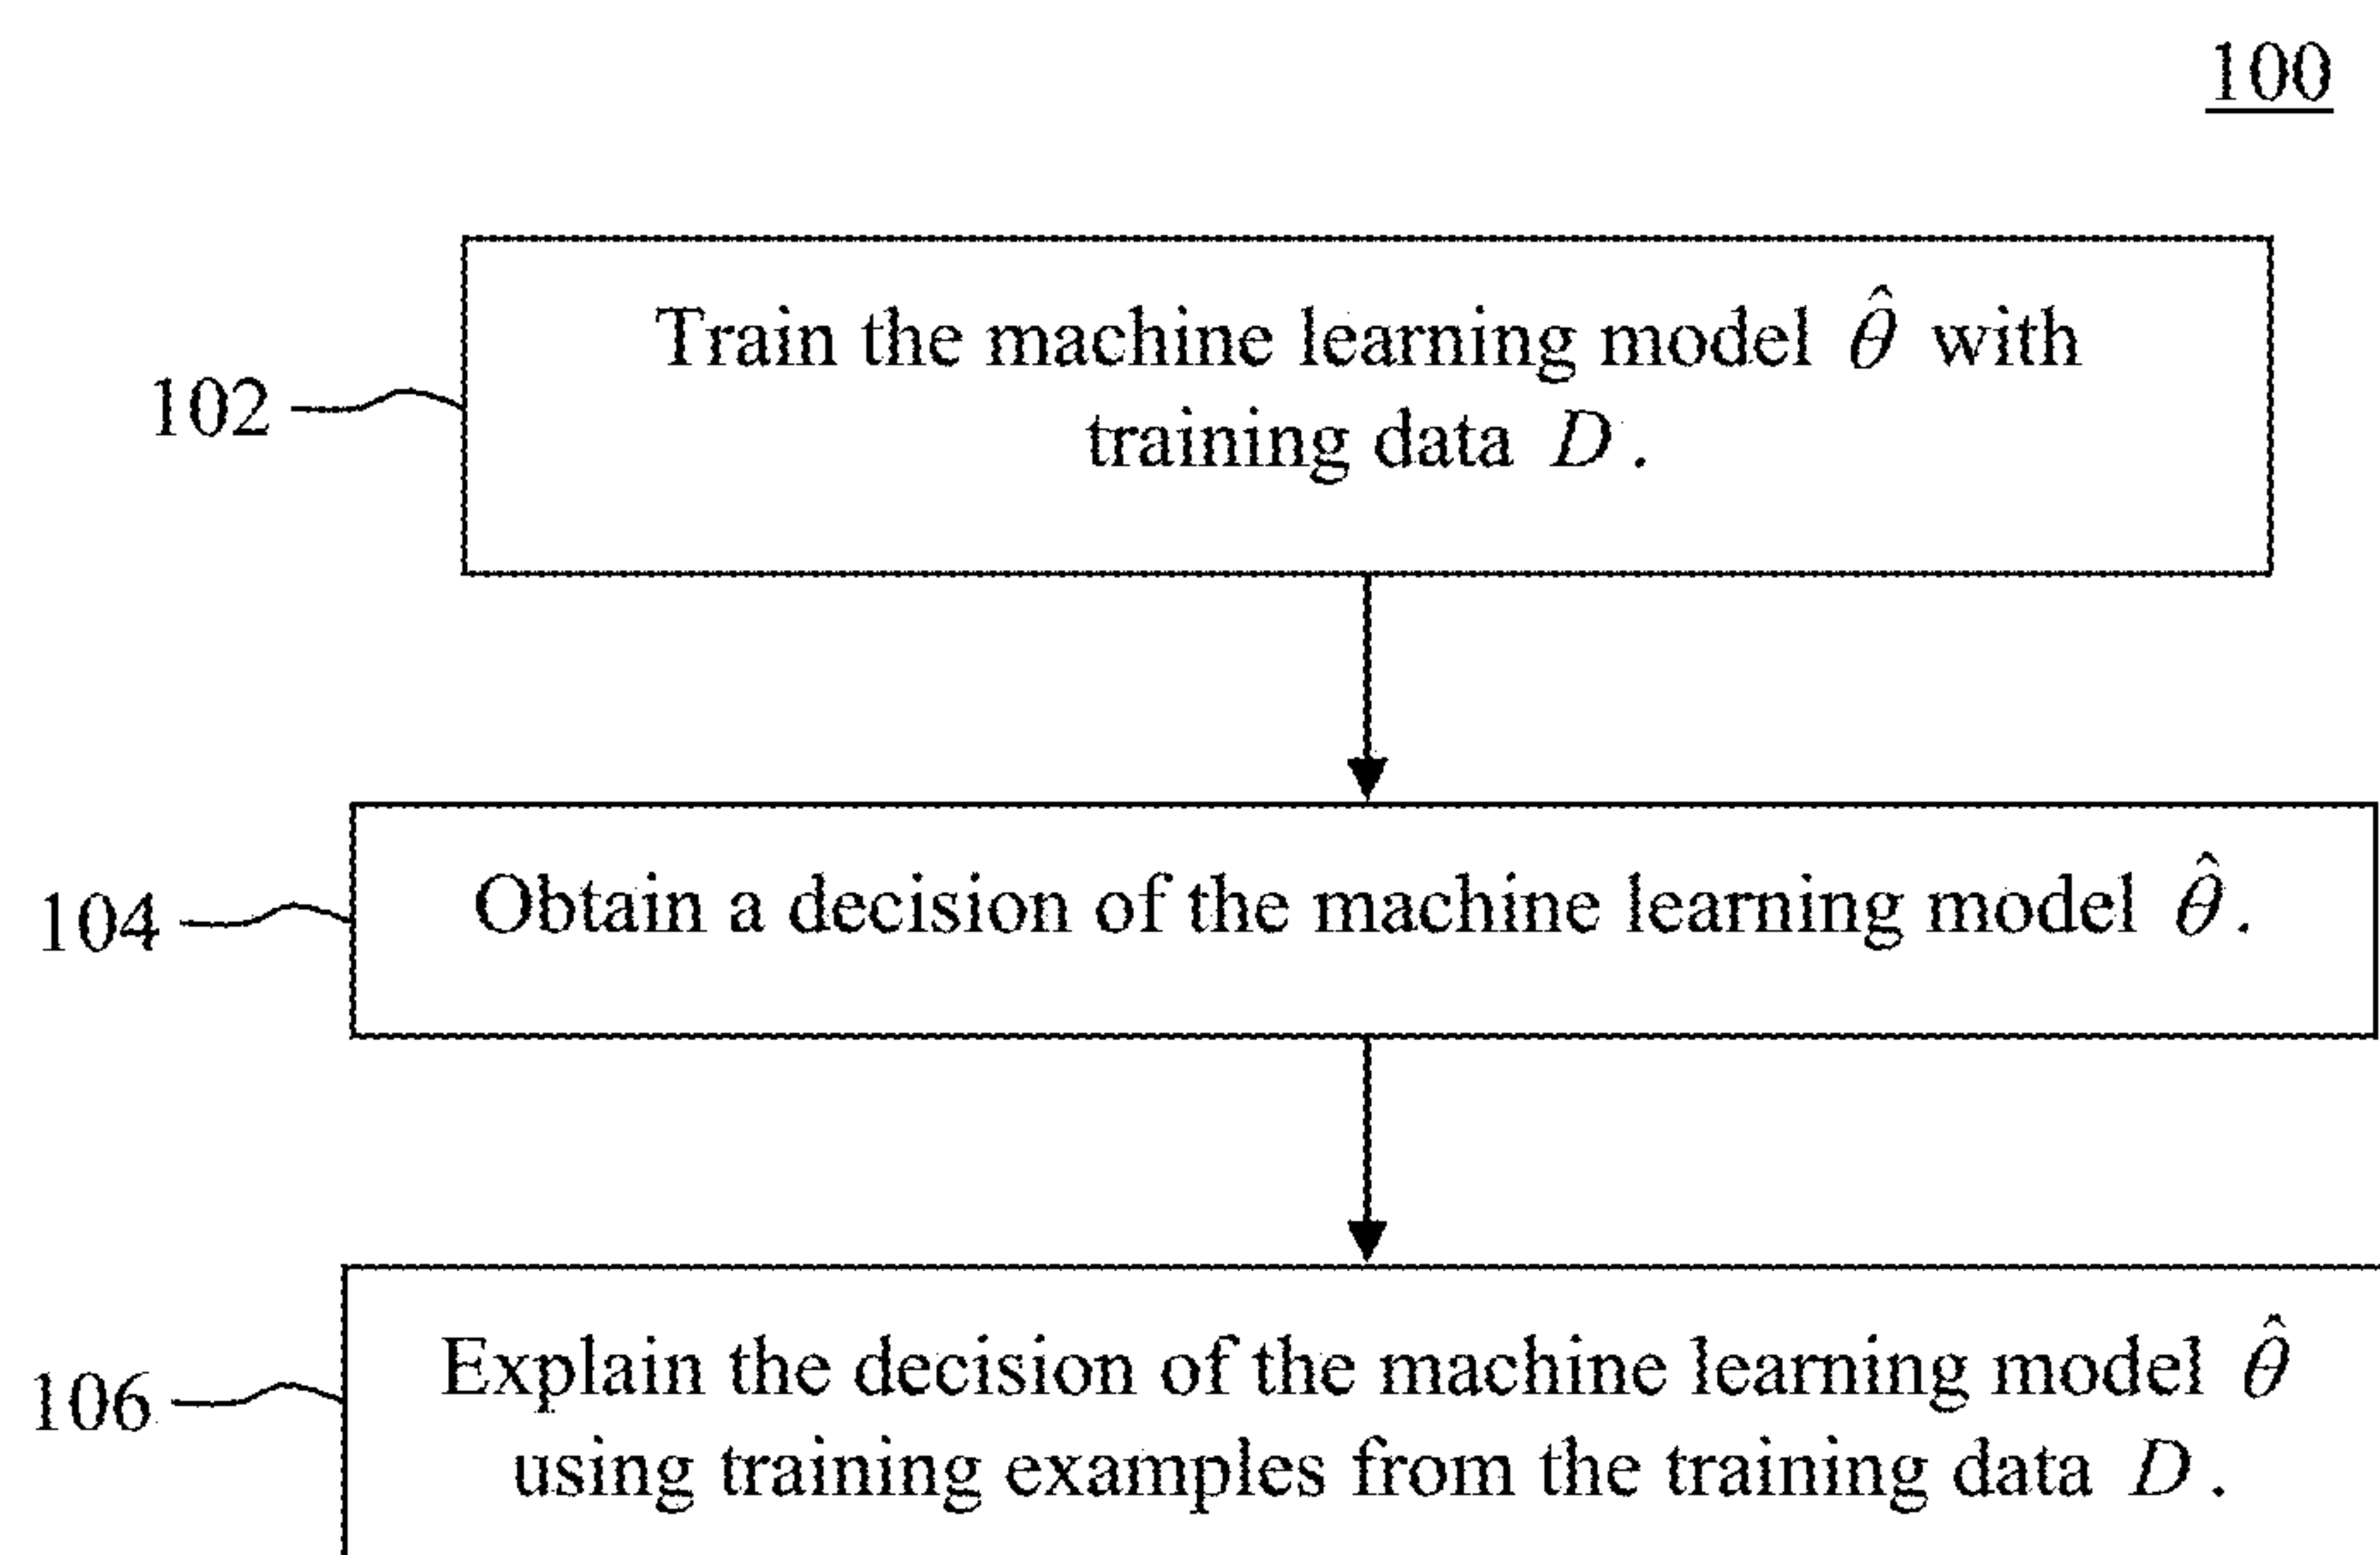 100
Train the machine learning model θ̂ with
102
training data D.
104
Obtain a decision of the machine learning model θ̂.
106
Explain the decision of the machine learning model θ̂
using training examples from the training data D.